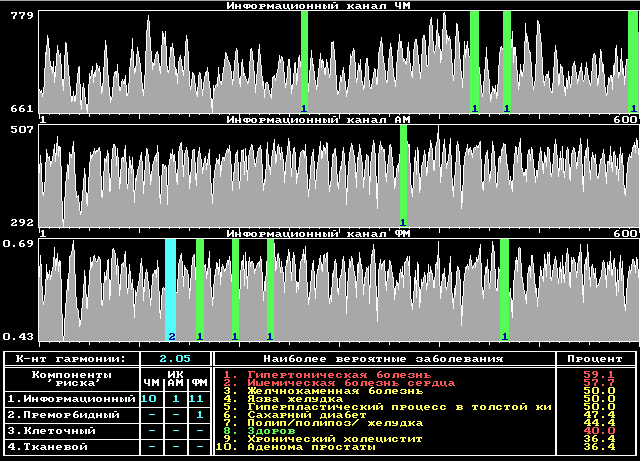 Информационный канал ЧМ
779
661
1 1 1 1
1 Информационный канал АМ 600
507
292
1
1 Информационный канал ФМ 600
0.69
0.43
2 1 1 1 1
К-нт гармонии: 2.05 Наиболее вероятные заболевания Процент
Компоненты 'риска' ИК
ЧМ АМ ФМ
1.Информационный 10 1 11
2.Преморбидный - - 1
3.Клеточный - - -
4.Тканевой - - -
1. Гипертоническая болезнь 59.1
2. Ишемическая болезнь сердца 57.7
3. Желчнокаменная болезнь 50.0
4. Язва желудка 50.0
5. Гиперпластический процесс в толстой ки 50.0
6. Сахарный диабет 47.4
7. Полип/полипоз/ желудка 44.4
8. Здоров 40.0
9. Хронический холецистит 36.4
10. Аденома простаты 36.4